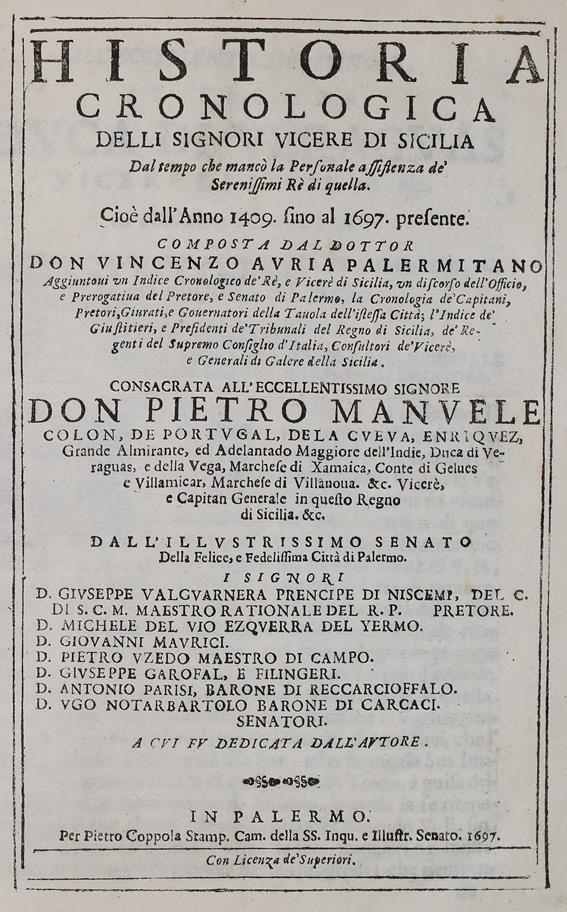 HISTORIA
CRONOLOGICA
DELLI SIGNORI VICERE DI SICILIA
Dal tempo che mancò la Perſonale aſſiſtenza de'
Sereniſſimi Rè di quella.
Cioè dall'Anno 1409. ſino al 1697. preſente.
COMPOSTA DAL DOTTOR
DON VINCENZO AVRIA PALERMITANO
Aggiuntoui vn Indice Cronologico de'Rè, e Vicerè di Sicilia, vn diſcorſo dell'Officio,
e Prerogatiua del Pretore, e Senato di Palermo, la Cronologia de'Capitani,
Pretori,Giurati,e Gouernatori della Tauola dell'iſteſſa Città, l'Indice de'
Giuſtitieri, e Preſidenti de'Tribunali del Regno di Sicilia, de'Re-
genti del Supremo Conſiglio d'Italia, Conſultori de'Vicerè,
e Generali di Galere della Sicilia.
CONSACRATA ALL'ECCELLENTISSIMO SIGNORE
DON PIETRO MANVELE
COLON, DE PORTVGAL, DELA CVEVA, ENRIQVEZ,
Grande Almirante, ed Adelantado Maggiore dell'Indie, Duca di Ve-
raguas, e della Vega, Marcheſe di Xamaica, Conte di Gelues
e Villamicar, Marcheſe di Villanoua. &c. Vicerè,
e Capitan Generale in queſto Regno
di Sicilia. &c.
DALL'ILLVSTRISSIMO SENATO
Della Felice, e Fedeliſſima Città di Palermo.
I SIGNORI
D. GIVSEPPE VALGVARNERA PRENCIPE DI NISCEMI, DEL C.
DI S. C. M. MAESTRO RATIONALE DEL R. P. PRETORE.
D. MICHELE DEL VIO EZQVERRA DEL YERMO.
D. GIOVANNI MAVRICI.
D. PIETRO VZEDO MAESTRO DI CAMPO.
D. GIVSEPPE GAROFAL, E FILINGERI.
D. ANTONIO PARISI, BARONE DI RECCARCIOFFALO.
D. VGO NOTARBARTOLO BARONE DI CARCACI.
SENATORI.
A CVI FV DEDICATA DALL'AVTORE.
IN PALERMO.
Per Pietro Coppola Stamp. Cam. della SS. Inqu. e Illuſtr. Senato. 1697.
Con Licenza de'Superiori.